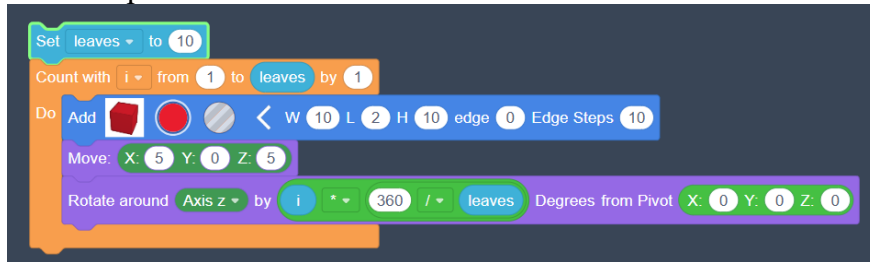 Set leaves to 10
Count with i from 1 to leaves by 1
Do Add W 10 L 2 H 10 edge 0 Edge Steps 10
Move: X: 5 Y: 0 Z: 5
Rotate around Axis z by i * 360 / leaves Degrees from Pivot X: 0 Y: 0 Z: 0